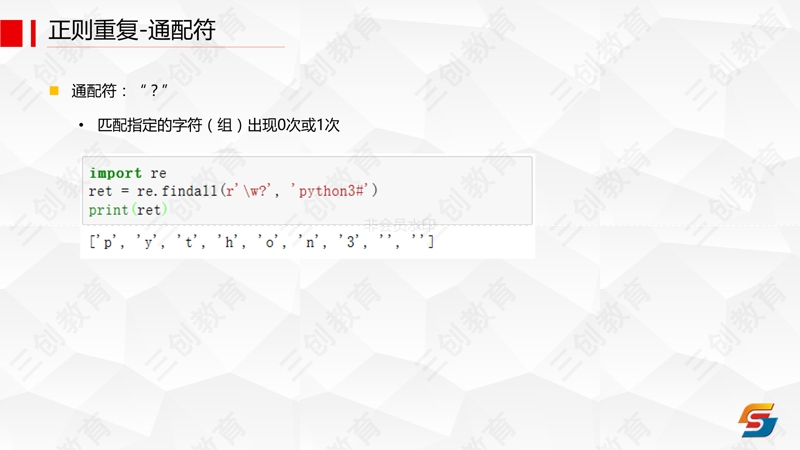 正则重复-通配符
通配符：“？”
• 匹配指定的字符（组）出现0次或1次
import re
ret = re.findall(r'\w?', 'python3#')
print(ret)
非会员水印
['p', 'y', 't', 'h', 'o', 'n', '3', '', '']
三创教育